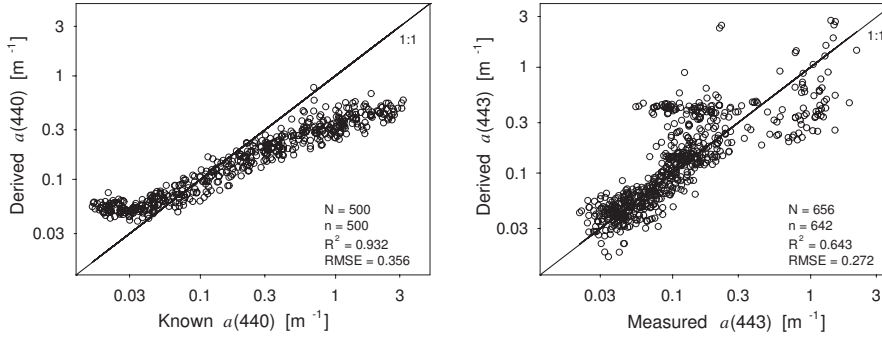 3
1
0.3
0.1
0.03
Derived a(440) [m⁻¹]
1:1
N = 500
n = 500
R² = 0.932
RMSE = 0.356
0.03 0.1 0.3 1 3
Known a(440) [m⁻¹]
3
1
0.3
0.1
0.03
Derived a(443) [m⁻¹]
1:1
N = 656
n = 642
R² = 0.643
RMSE = 0.272
0.03 0.1 0.3 1 3
Measured a(443) [m⁻¹]